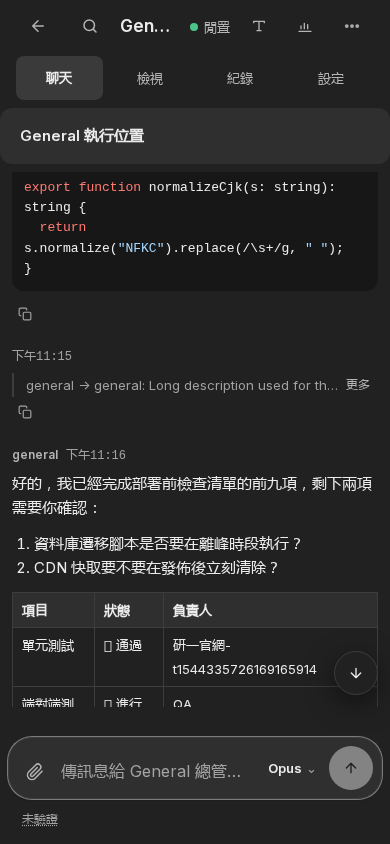 Gen…
閒置
聊天
檢視
紀錄
設定
General 執行位置
export function normalizeCjk(s: string):
string {
return
s.normalize("NFKC").replace(/\s+/g, " ");
}
下午11:15
general → general: Long description used for th… 更多
general 下午11:16
好的，我已經完成部署前檢查清單的前九項，剩下兩項
需要你確認：
1. 資料庫遷移腳本是否要在離峰時段執行？
2. CDN 快取要不要在發佈後立刻清除？
項目 狀態 負責人
單元測試 通過 研一官網-
t1544335726169165914
端對端測 進行 QA
傳訊息給 General 總管… Opus
未驗證